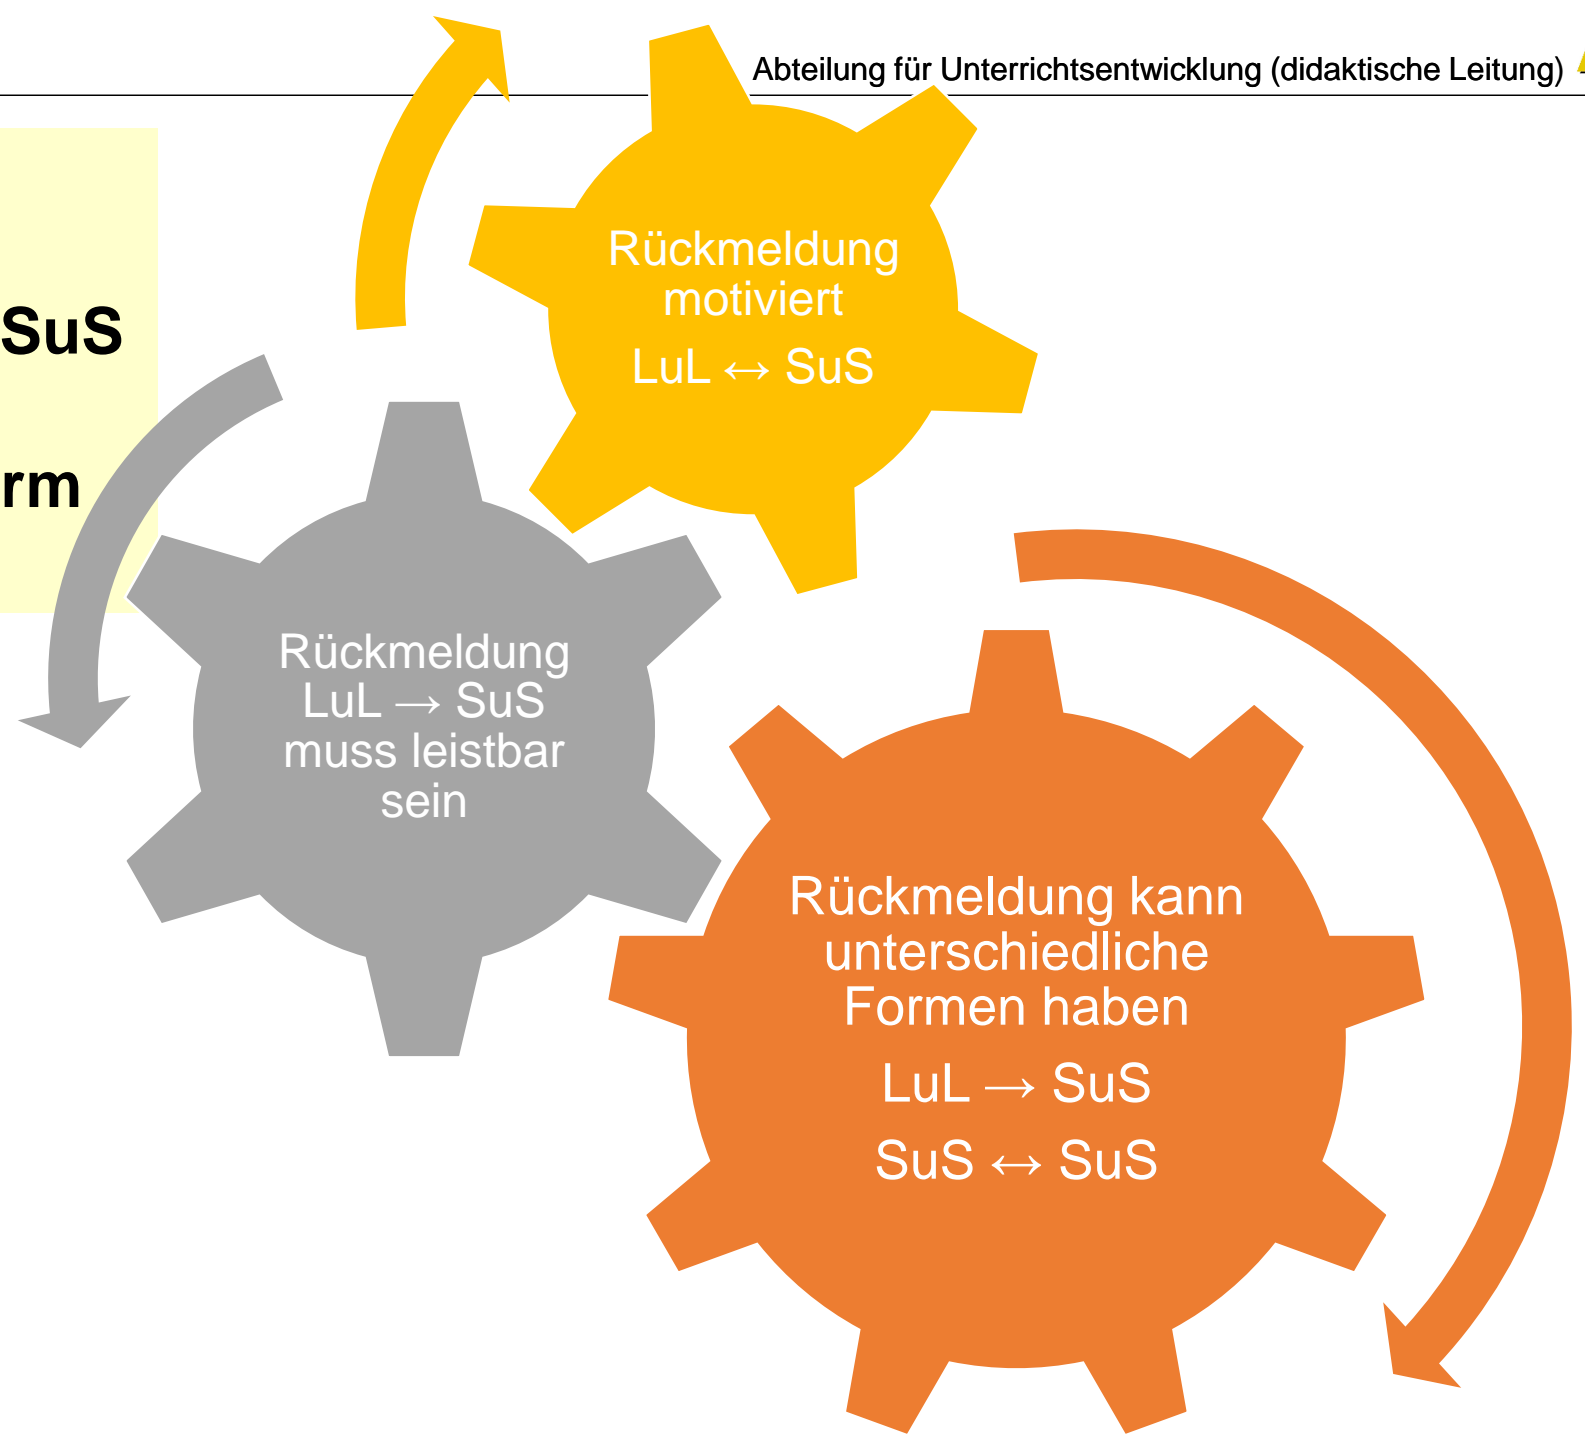 Abteilung für Unterrichtsentwicklung (didaktische Leitung)
SuS
rm
Rückmeldung
motiviert
LuL ↔ SuS
Rückmeldung
LuL → SuS
muss leistbar
sein
Rückmeldung kann
unterschiedliche
Formen haben
LuL → SuS
SuS ↔ SuS